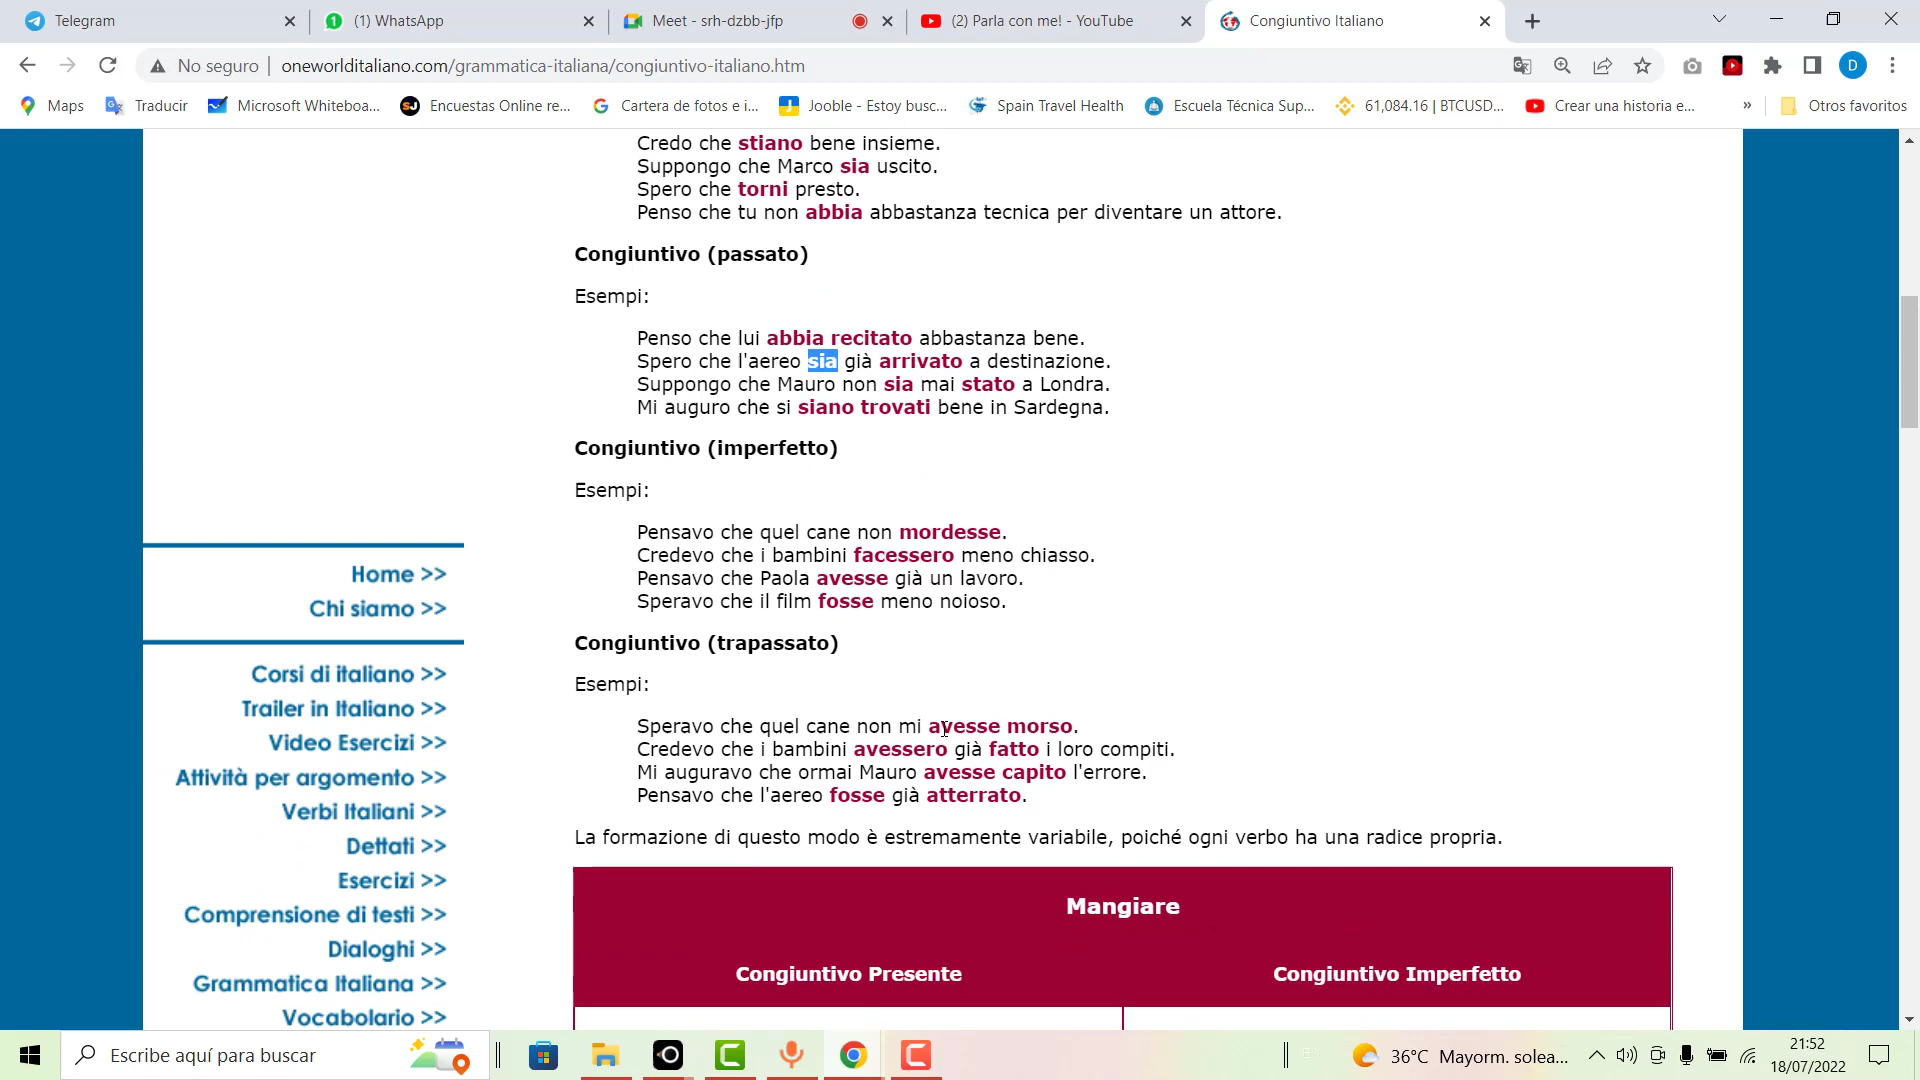 Telegram
(1) WhatsApp
Meet - srh-dzbb-jfp
(2) Parla con me! - YouTube
Congiuntivo Italiano
No seguro
oneworlditaliano.com/grammatica-italiana/congiuntivo-italiano.htm
D
Maps
Traducir
Microsoft Whiteboa...
Encuestas Online re...
Cartera de fotos e i...
Jooble - Estoy busc...
Spain Travel Health
Escuela Técnica Sup...
61,084.16 | BTCUSD...
Crear una historia e...
»
Otros favoritos
Credo che stiano bene insieme.
Suppongo che Marco sia uscito.
Spero che torni presto.
Penso che tu non abbia abbastanza tecnica per diventare un attore.
Congiuntivo (passato)
Esempi:
Penso che lui abbia recitato abbastanza bene.
Spero che l'aereo sia già arrivato a destinazione.
Suppongo che Mauro non sia mai stato a Londra.
Mi auguro che si siano trovati bene in Sardegna.
Congiuntivo (imperfetto)
Esempi:
Pensavo che quel cane non mordesse.
Credevo che i bambini facessero meno chiasso.
Pensavo che Paola avesse già un lavoro.
Speravo che il film fosse meno noioso.
Congiuntivo (trapassato)
Esempi:
Speravo che quel cane non mi avesse morso.
Credevo che i bambini avessero già fatto i loro compiti.
Mi auguravo che ormai Mauro avesse capito l'errore.
Pensavo che l'aereo fosse già atterrato.
La formazione di questo modo è estremamente variabile, poiché ogni verbo ha una radice propria.
Mangiare
Congiuntivo Presente
Congiuntivo Imperfetto
Home >>
Chi siamo >>
Corsi di italiano >>
Trailer in Italiano >>
Video Esercizi >>
Attività per argomento >>
Verbi Italiani >>
Dettati >>
Esercizi >>
Comprensione di testi >>
Dialoghi >>
Grammatica Italiana >>
Vocabolario >>
Escribe aquí para buscar
36°C Mayorm. solea...
21:52
18/07/2022